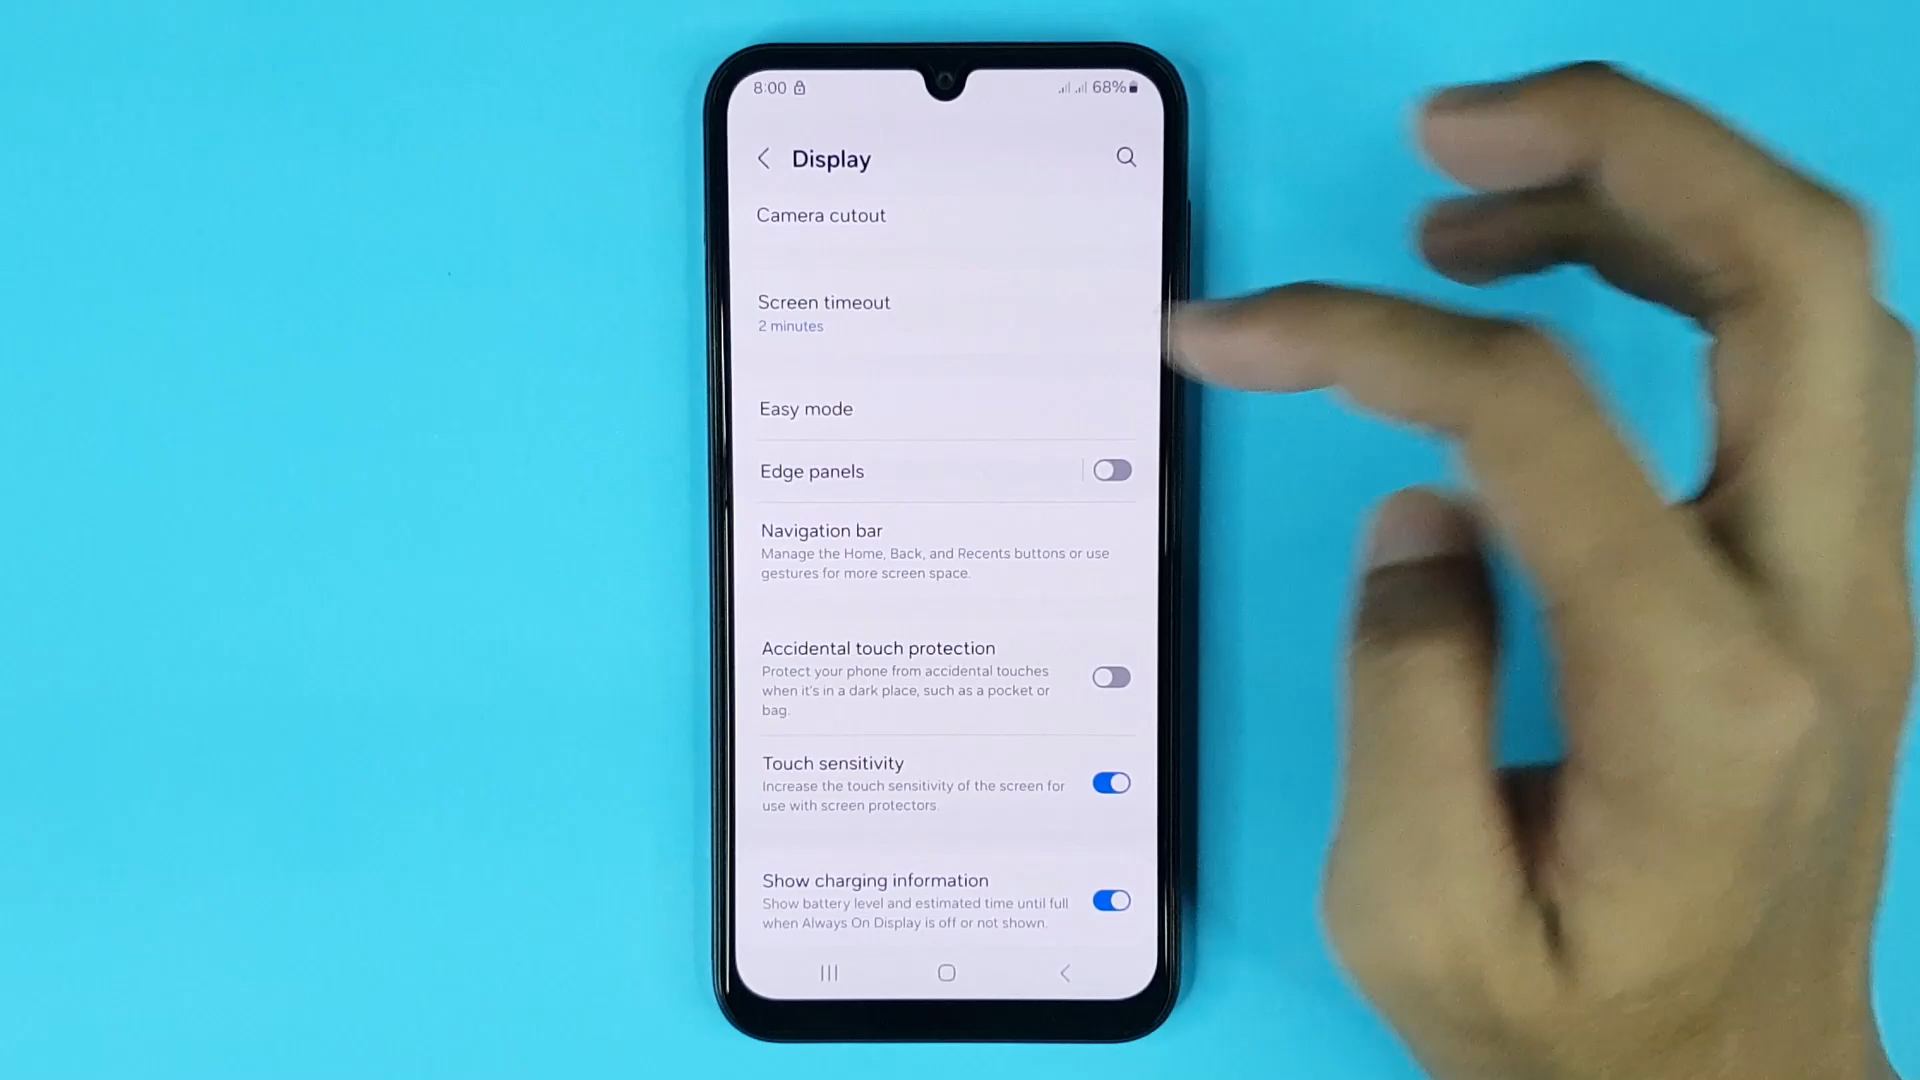 8:00
68%
Display
Camera cutout
Screen timeout
2 minutes
Easy mode
Edge panels
Navigation bar
Manage the Home, Back, and Recents buttons or use
gestures for more screen space.
Accidental touch protection
Protect your phone from accidental touches
when it's in a dark place, such as a pocket or
bag.
Touch sensitivity
Increase the touch sensitivity of the screen for
use with screen protectors.
Show charging information
Show battery level and estimated time until full
when Always On Display is off or not shown.